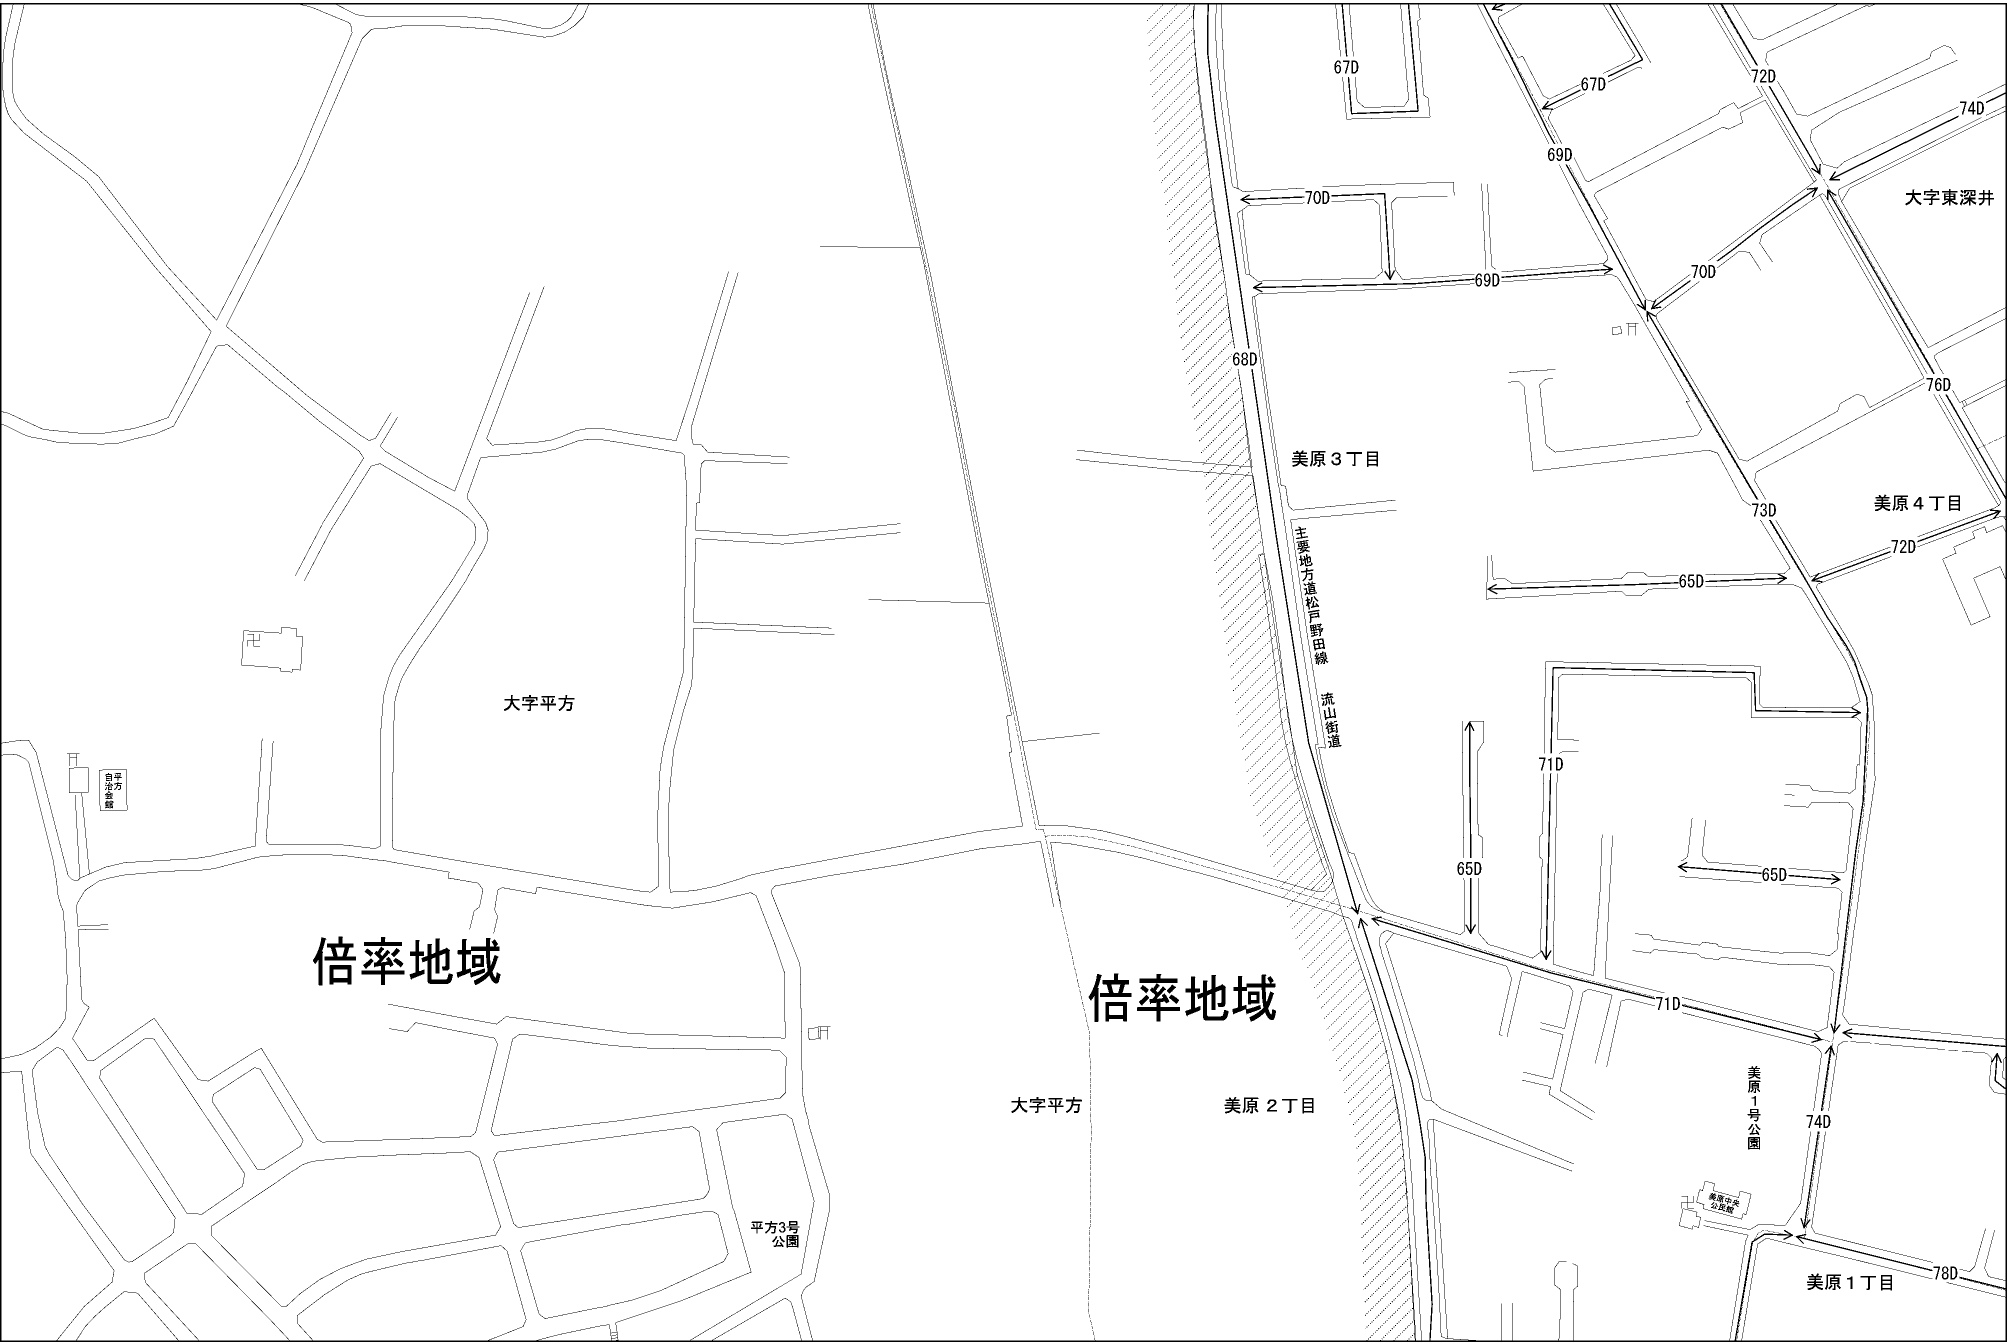 67D
67D
72D
74D
69D
70D
大字東深井
70D
69D
68D
76D
美原３丁目
美原４丁目
73D
72D
主要地方道松戸野田線　流山街道
65D
大字平方
71D
平方
自治会館
65D
65D
倍率地域
倍率地域
71D
大字平方
美原２丁目
美原１号公園
74D
美原中央
公民館
平方3号
公園
78D
美原１丁目